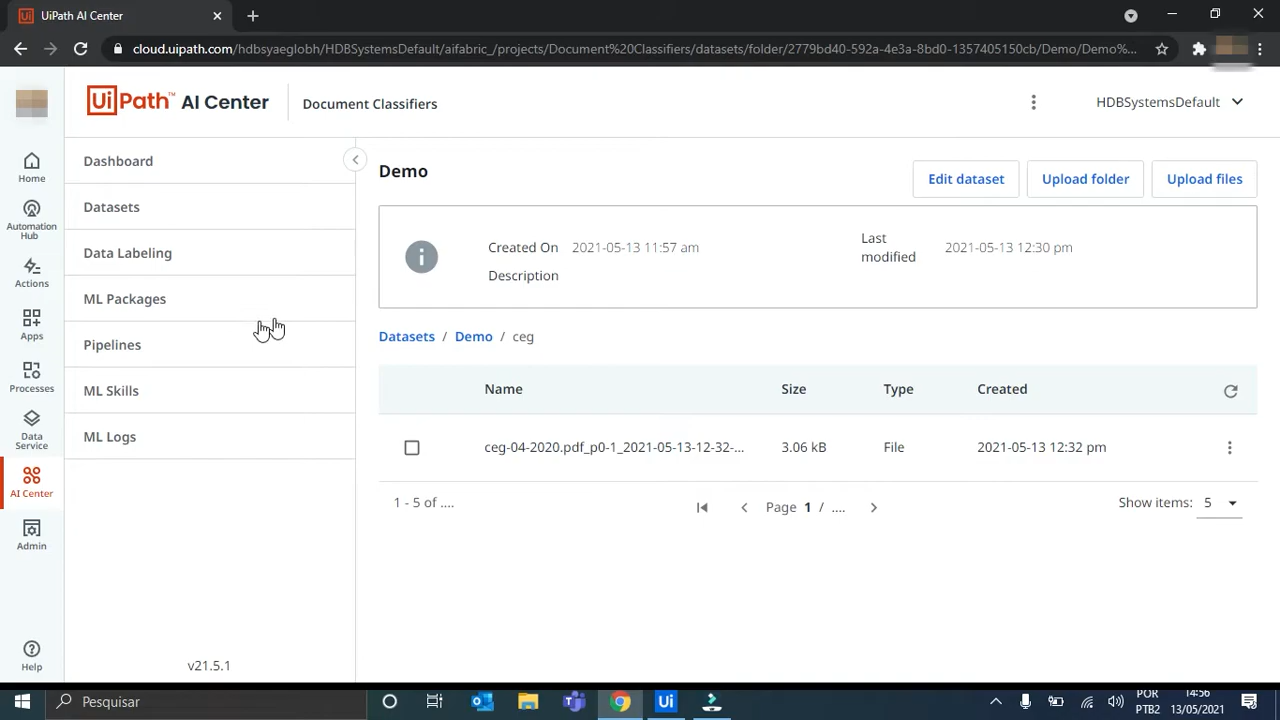 UiPath AI Center
cloud.uipath.com/hdbsyaeglobh/HDBSystemsDefault/aifabric_/projects/Document%20Classifiers/datasets/folder/2779bd40-592a-4e3a-8bd0-1357405150cb/Demo/Demo%...
UiPath™ AI Center
Document Classifiers
HDBSystemsDefault
Home
Automation
Hub
Actions
Apps
Processes
Data
Service
AI Center
Admin
Help
Dashboard
Datasets
Data Labeling
ML Packages
Pipelines
ML Skills
ML Logs
v21.5.1
Demo
Edit dataset
Upload folder
Upload files
Created On 2021-05-13 11:57 am
Last
modified
2021-05-13 12:30 pm
Description
Datasets / Demo / ceg
Name Size Type Created
ceg-04-2020.pdf_p0-1_2021-05-13-12-32-... 3.06 kB File 2021-05-13 12:32 pm
1 - 5 of .... Page 1 / .... Show items: 5
Pesquisar
POR
PTB2
14:56
13/05/2021